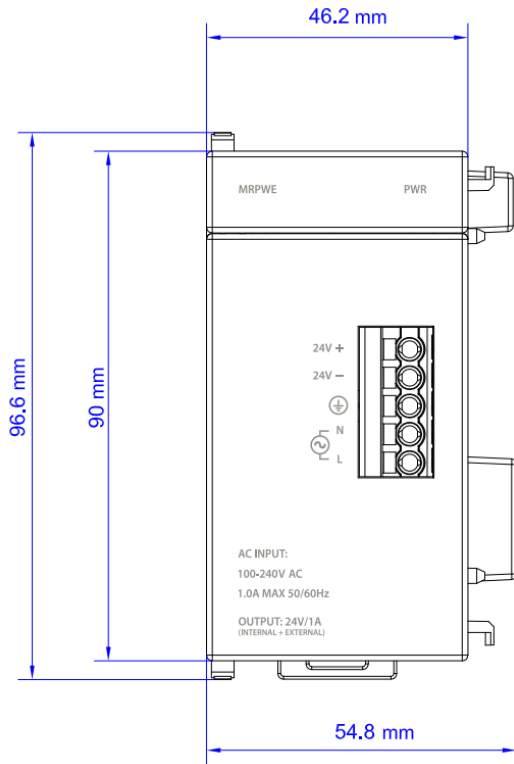 46.2 mm
MRPWE PWR
24V +
24V −
N
L
96.6 mm
90 mm
AC INPUT:
100-240V AC
1.0A MAX 50/60Hz
OUTPUT: 24V/1A
(INTERNAL + EXTERNAL)
54.8 mm